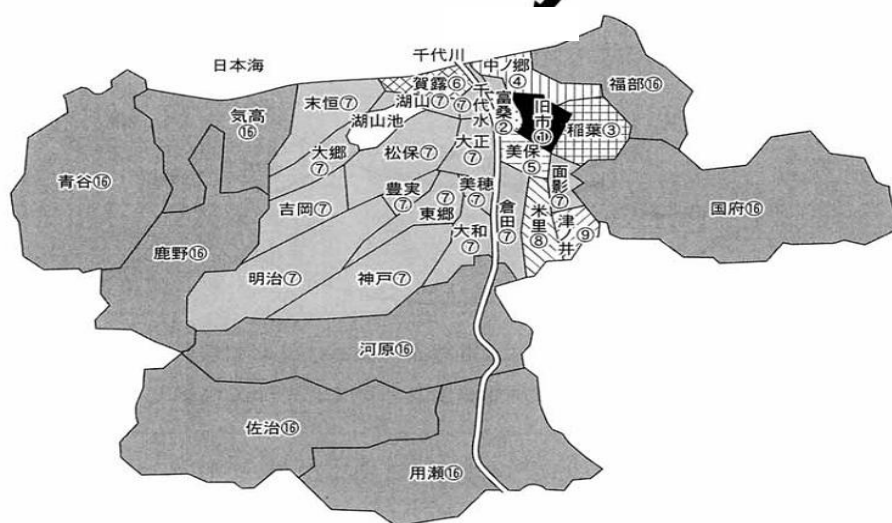 千代川
日本海
中ノ郷④
福部⑯
賀露⑥
末恒⑦
湖山⑦
千代水⑦
気高⑯
富桑②
旧市①
稲葉③
湖山池
大正⑦
美保⑤
大郷⑦
松保⑦
面影⑦
青谷⑯
豊実⑦
美穂⑦
吉岡⑦
東郷⑦
倉田⑦
米里⑧
津ノ井⑨
国府⑯
大和⑦
鹿野⑯
明治⑦
神戸⑦
河原⑯
佐治⑯
用瀬⑯